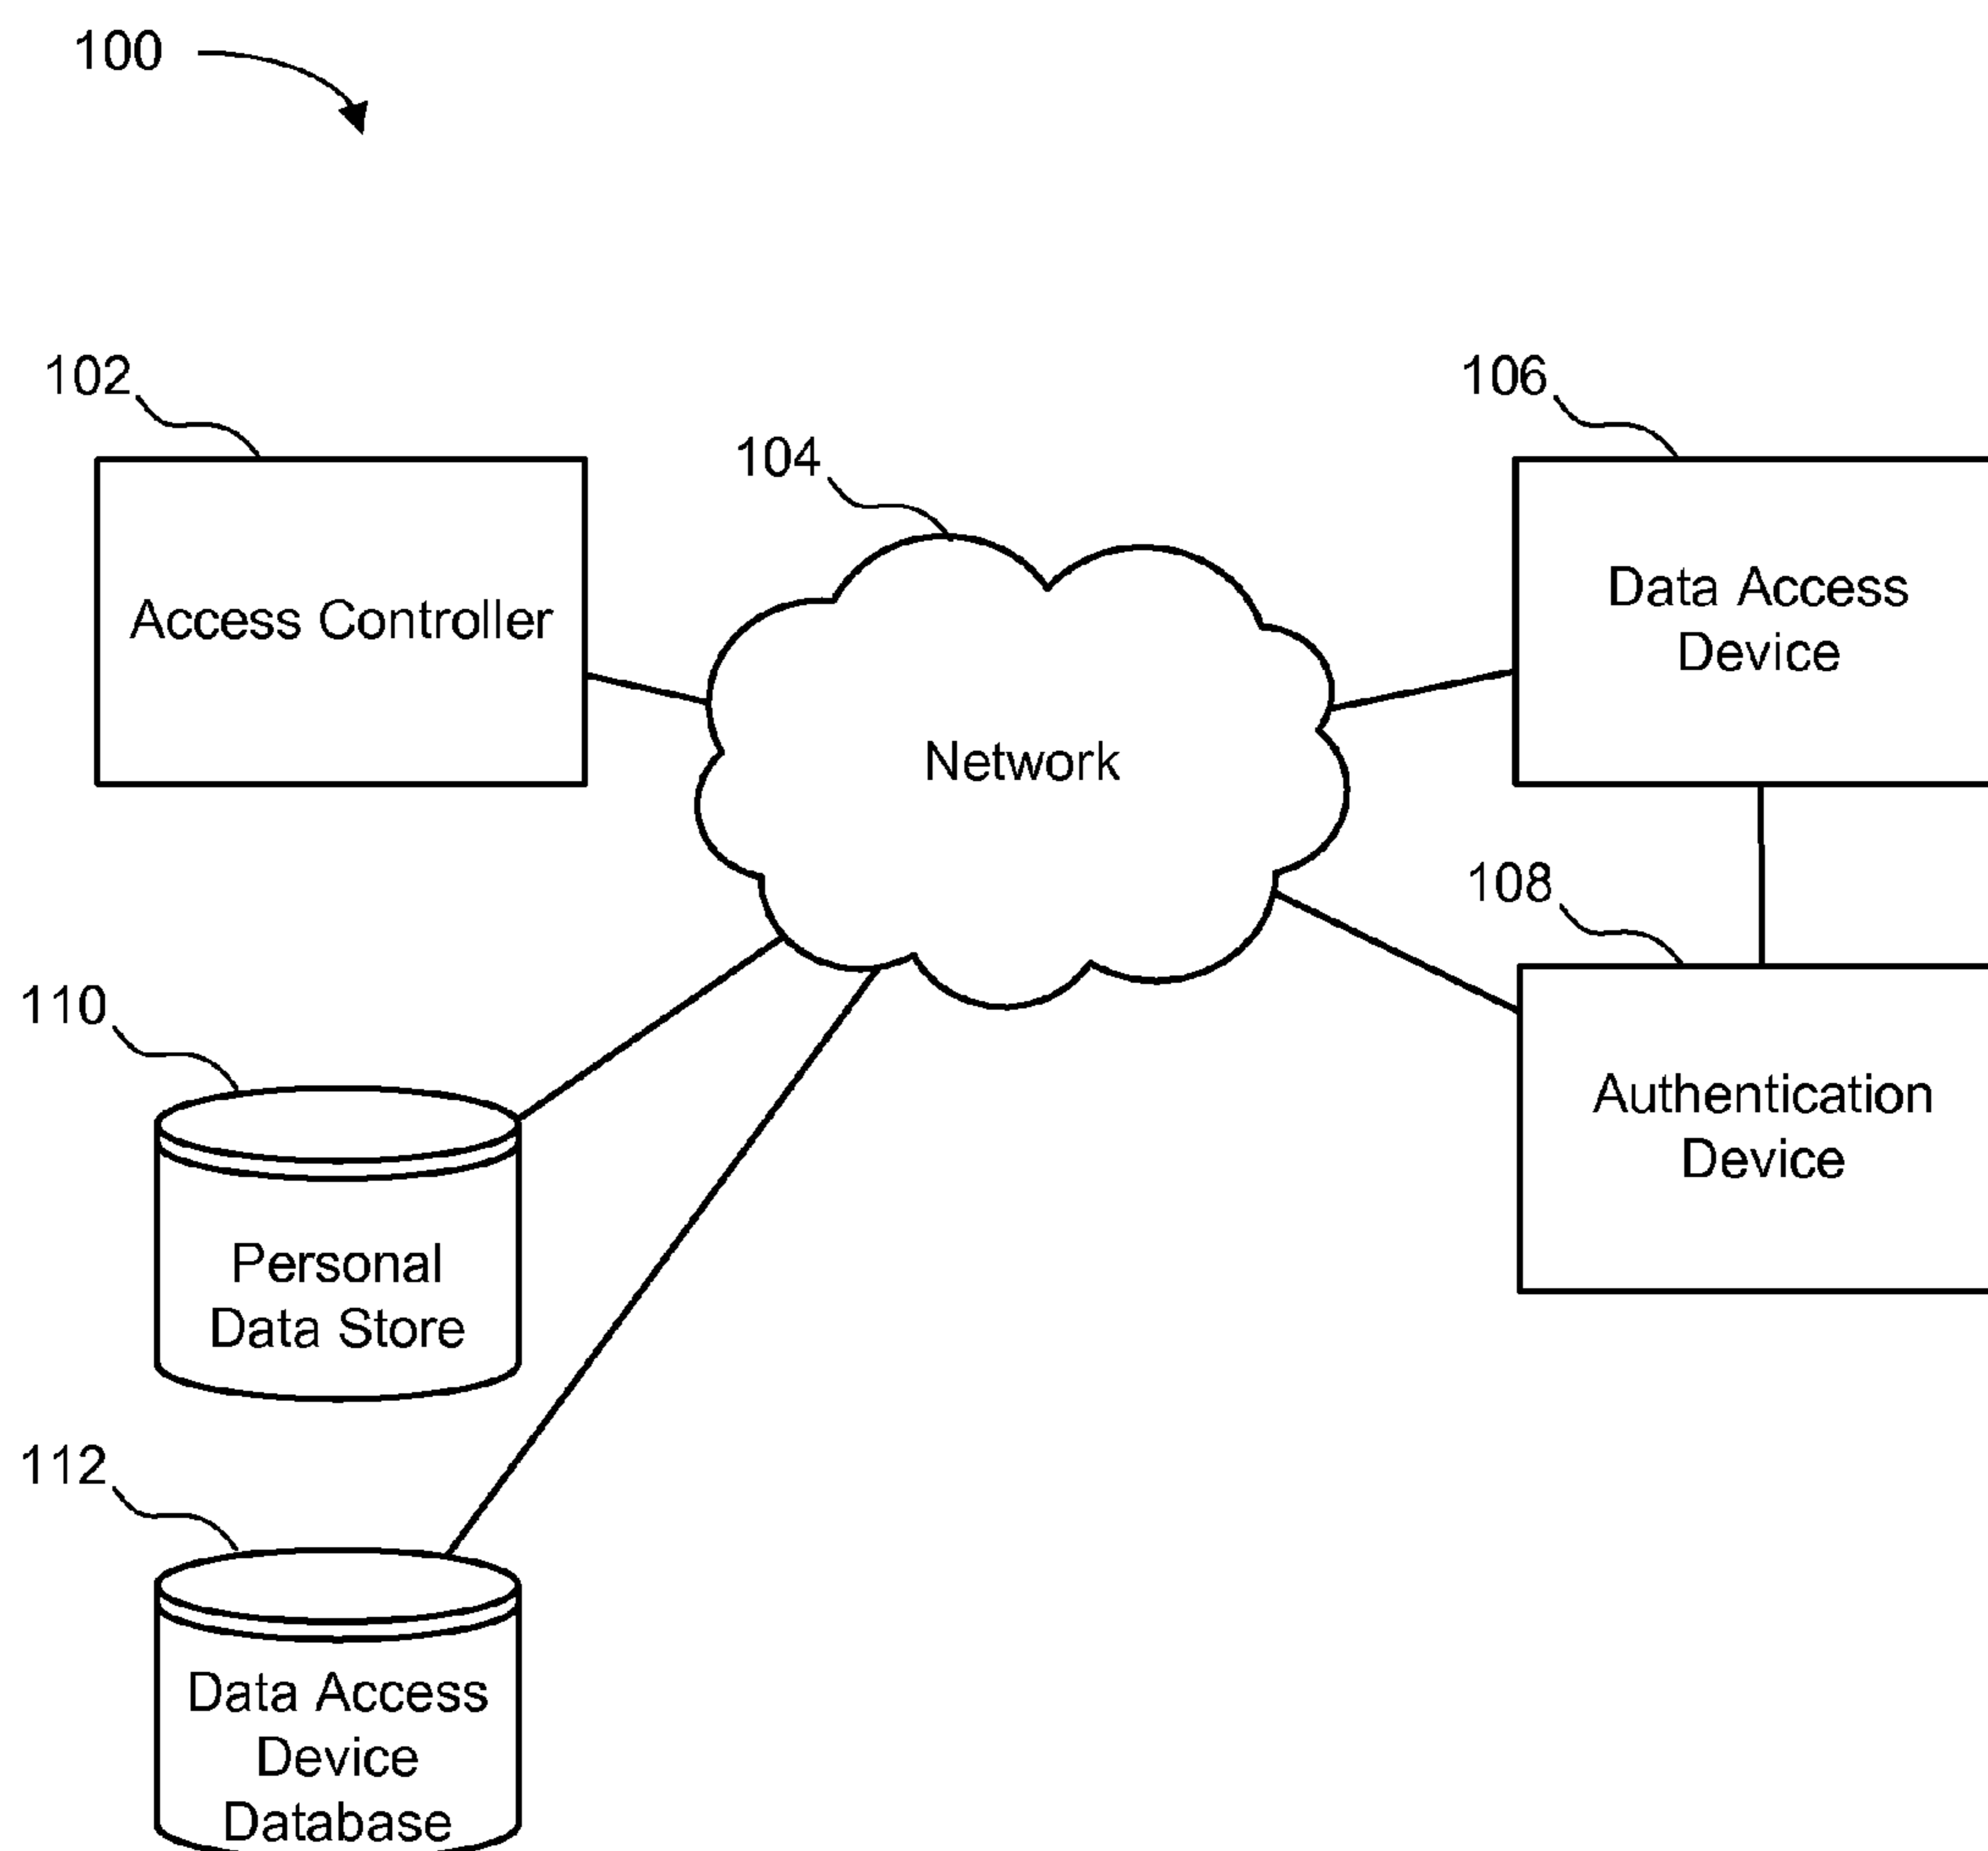 100
102
104
106
Access Controller
Data Access
Device
Network
108
110
Authentication
Device
Personal
Data Store
112
Data Access
Device
Database